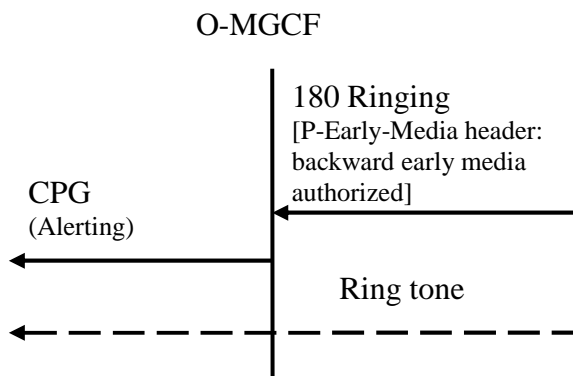 O-MGCF
180 Ringing
[P-Early-Media header:
backward early media
authorized]
CPG
(Alerting)
Ring tone